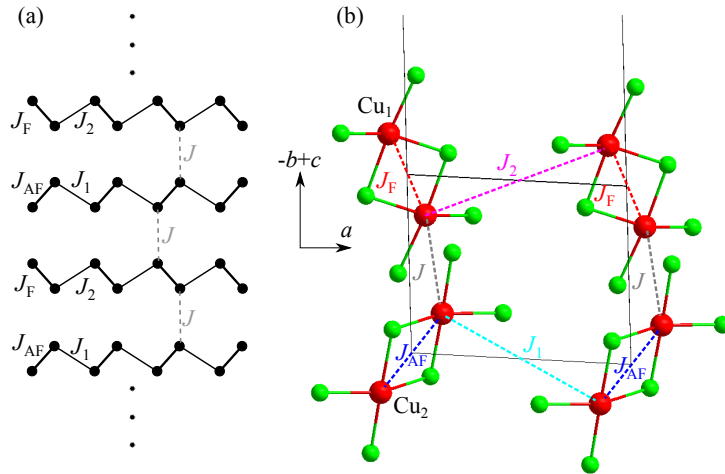 (a)
J_F J_2
J
J_AF J_1
J
J_F J_2
J
J_AF J_1
(b)
Cu_1
-b+c
a
J_F
J_2
J_F
J
J
J_AF
J_1
J_AF
Cu_2